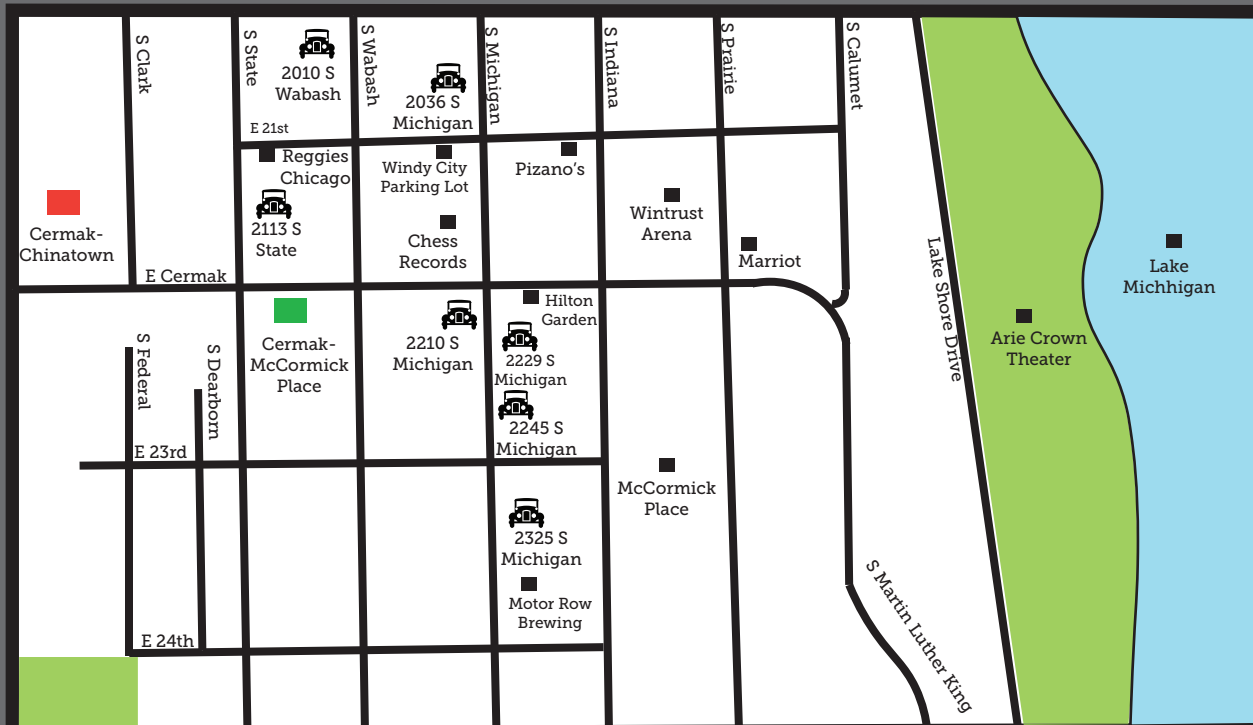 S Clark
S State
S Wabash
S Michigan
S Indiana
S Prairie
S Calumet
2010 S
Wabash
2036 S
Michigan
E 21st
Reggies
Chicago
Windy City
Parking Lot
Pizano's
2113 S
State
Chess
Records
Wintrust
Arena
Marriot
Cermak-
Chinatown
E Cermak
Lake Shore Drive
Lake
Michhigan
Arie Crown
Theater
Hilton
Garden
Cermak-
McCormick
Place
2210 S
Michigan
2229 S
Michigan
2245 S
Michigan
S Federal
S Dearborn
E 23rd
McCormick
Place
2325 S
Michigan
Motor Row
Brewing
E 24th
S Martin Luther King